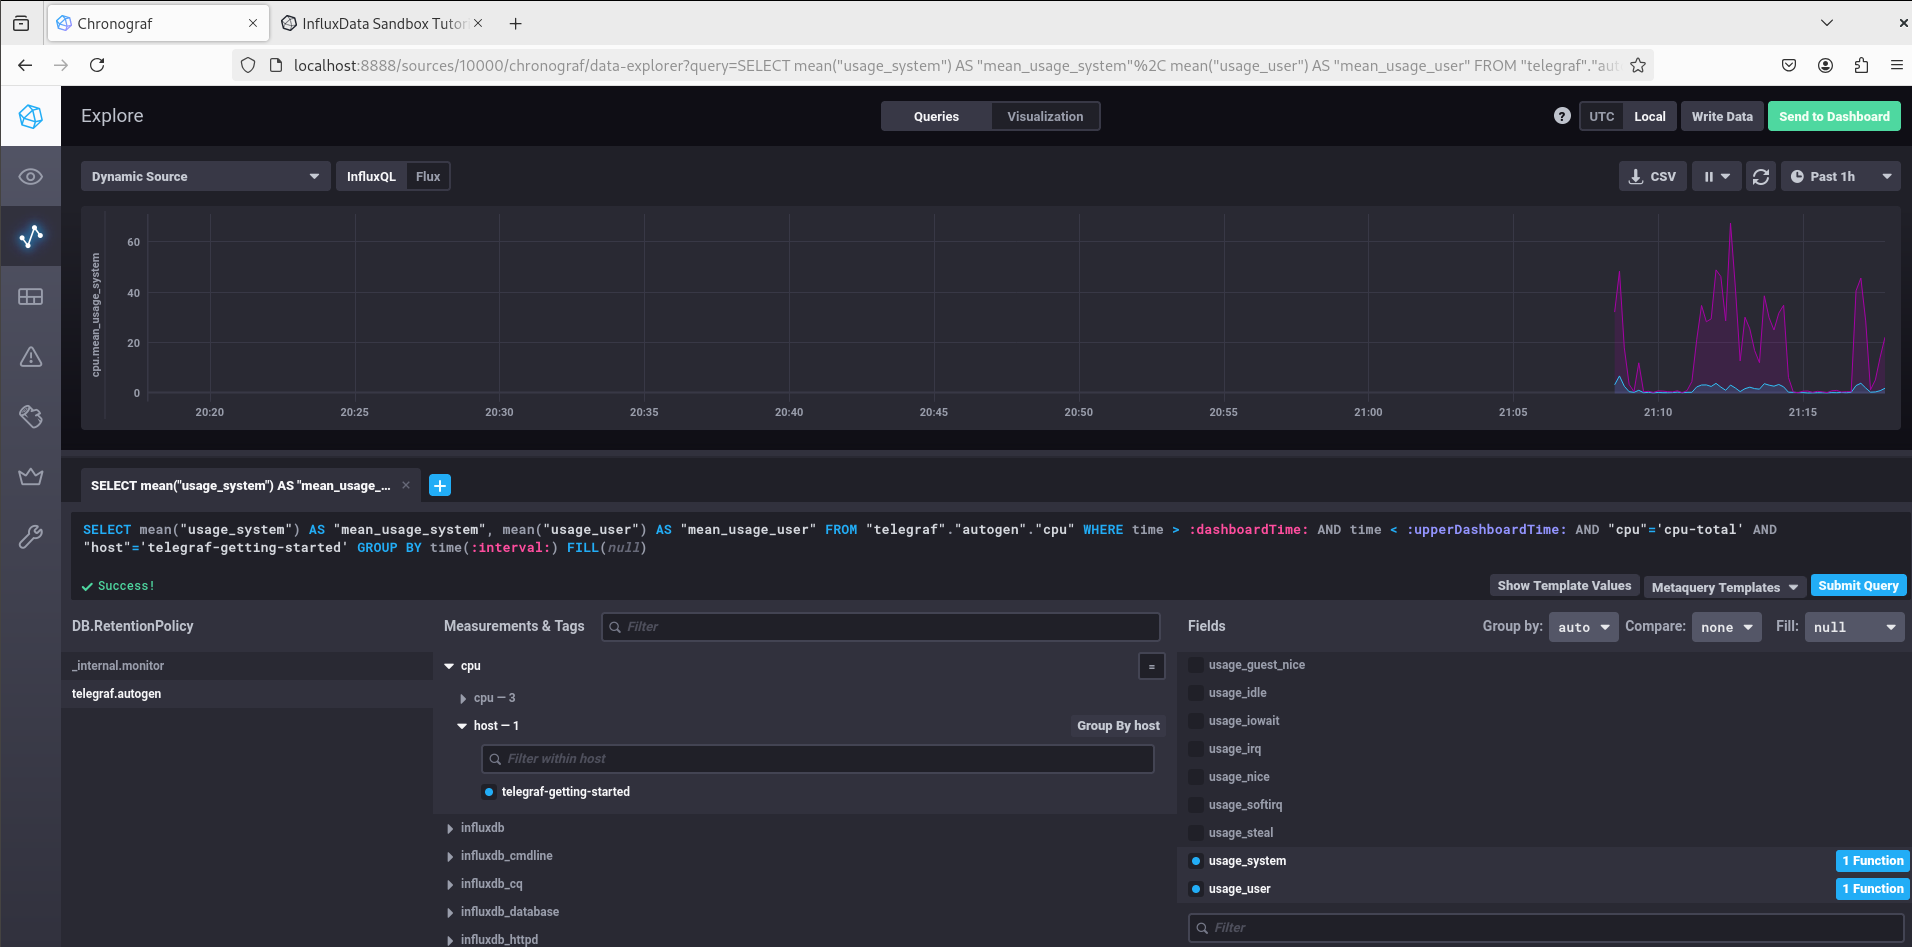 Chronograf
InfluxData Sandbox Tutor
localhost:8888/sources/10000/chronograf/data-explorer?query=SELECT mean("usage_system") AS "mean_usage_system"%2C mean("usage_user") AS "mean_usage_user" FROM "telegraf"."aut
Explore
Queries
Visualization
?
UTC
Local
Write Data
Send to Dashboard
Dynamic Source
InfluxQL
Flux
CSV
Past 1h
cpu.mean_usage_system
60
40
20
0
20:20
20:25
20:30
20:35
20:40
20:45
20:50
20:55
21:00
21:05
21:10
21:15
SELECT mean("usage_system") AS "mean_usage_...
SELECT mean("usage_system") AS "mean_usage_system", mean("usage_user") AS "mean_usage_user" FROM "telegraf"."autogen"."cpu" WHERE time > :dashboardTime: AND time < :upperDashboardTime: AND "cpu"='cpu-total' AND
"host"='telegraf-getting-started' GROUP BY time(:interval:) FILL(null)
Success!
Show Template Values
Metaquery Templates
Submit Query
DB.RetentionPolicy
_internal.monitor
telegraf.autogen
Measurements & Tags
Filter
cpu
=
cpu — 3
host — 1
Group By host
Filter within host
telegraf-getting-started
influxdb
influxdb_cmdline
influxdb_cq
influxdb_database
influxdb_httpd
Fields
Group by:
auto
Compare:
none
Fill:
null
usage_guest_nice
usage_idle
usage_iowait
usage_irq
usage_nice
usage_softirq
usage_steal
usage_system
1 Function
usage_user
1 Function
Filter